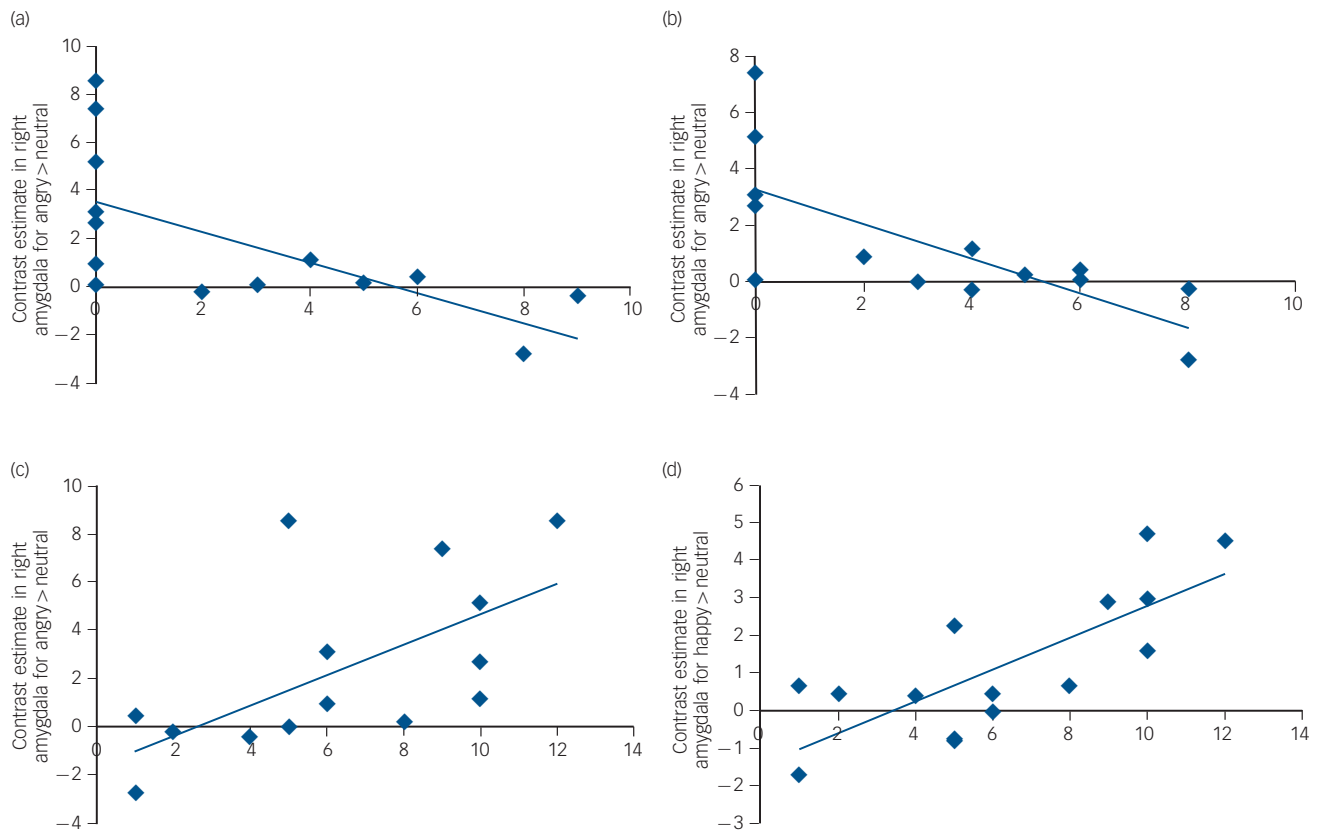 (a)
Contrast estimate in right
amygdala for angry > neutral
10
8
6
4
2
0
−2
−4
0 2 4 6 8 10
(b)
Contrast estimate in right
amygdala for angry > neutral
8
6
4
2
0
−2
−4
0 2 4 6 8 10
(c)
Contrast estimate in right
amygdala for angry > neutral
10
8
6
4
2
0
−2
−4
0 2 4 6 8 10 12 14
(d)
Contrast estimate in right
amygdala for happy > neutral
6
5
4
3
2
1
0
−1
−2
−3
0 2 4 6 8 10 12 14